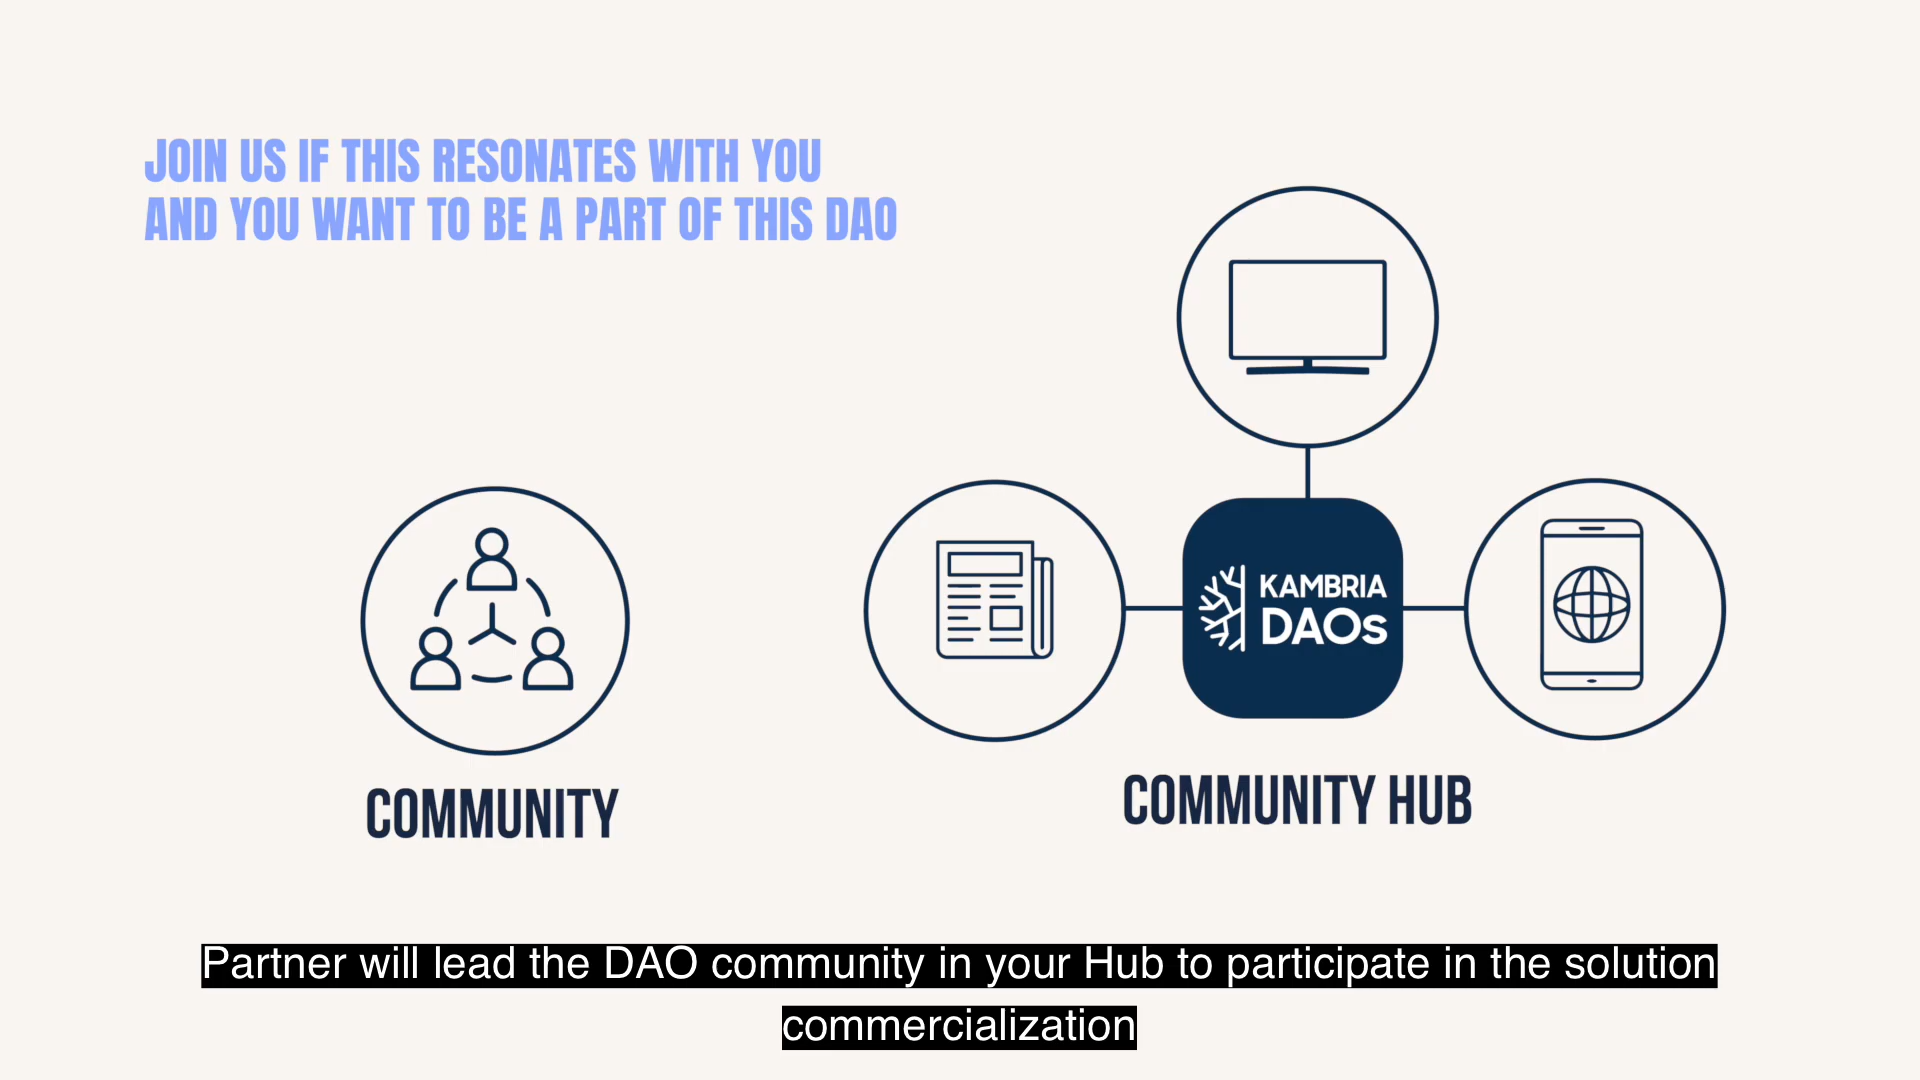 JOIN US IF THIS RESONATES WITH YOU
AND YOU WANT TO BE A PART OF THIS DAO
KAMBRIA
DAOs
COMMUNITY
COMMUNITY HUB
Partner will lead the DAO community in your Hub to participate in the solution
commercialization